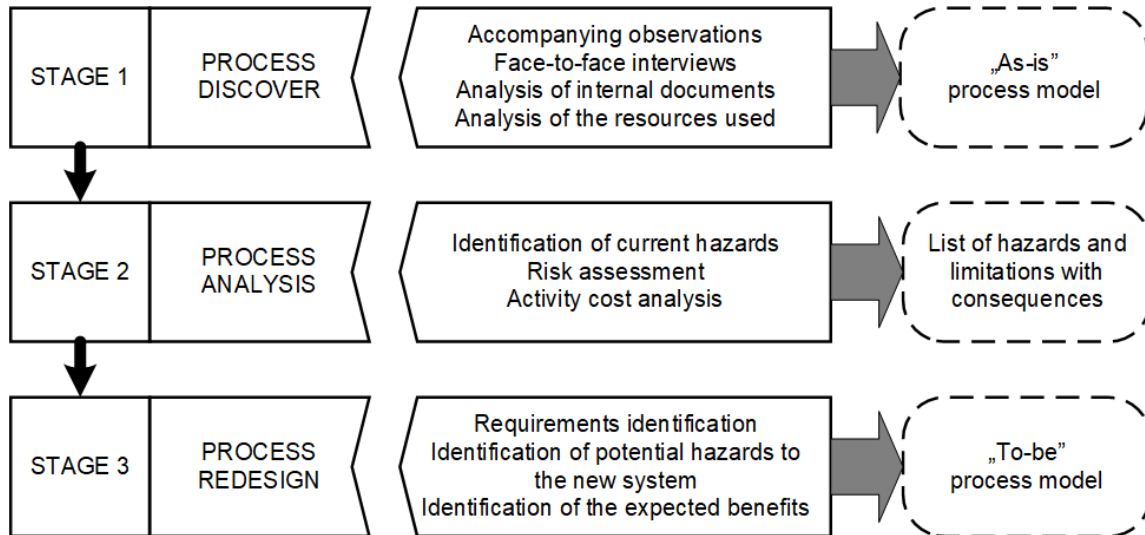 STAGE 1
PROCESS
DISCOVER
Accompanying observations
Face-to-face interviews
Analysis of internal documents
Analysis of the resources used
„As-is”
process model
STAGE 2
PROCESS
ANALYSIS
Identification of current hazards
Risk assessment
Activity cost analysis
List of hazards and
limitations with
consequences
STAGE 3
PROCESS
REDESIGN
Requirements identification
Identification of potential hazards to
the new system
Identification of the expected benefits
„To-be”
process model